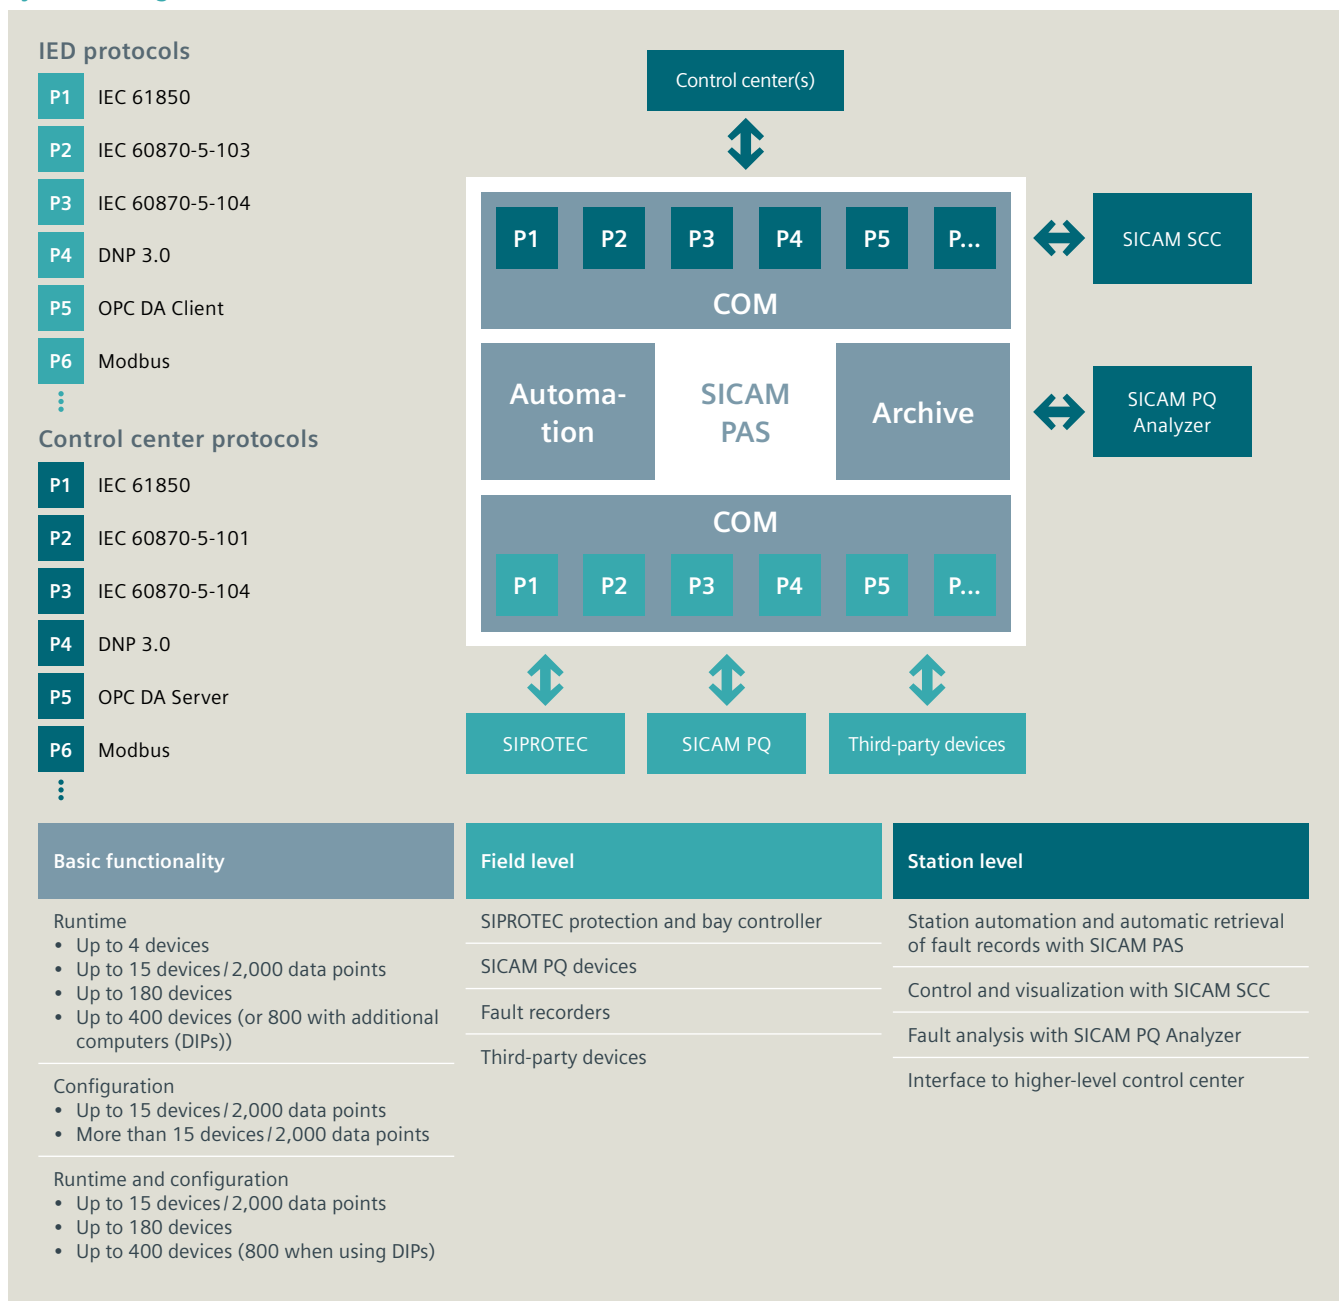 IED protocols
P1 IEC 61850
P2 IEC 60870-5-103
P3 IEC 60870-5-104
P4 DNP 3.0
P5 OPC DA Client
P6 Modbus
Control center protocols
P1 IEC 61850
P2 IEC 60870-5-101
P3 IEC 60870-5-104
P4 DNP 3.0
P5 OPC DA Server
P6 Modbus
Control center(s)
P1 P2 P3 P4 P5 P...
COM
SICAM SCC
Automa-
tion
SICAM
PAS
Archive
SICAM PQ
Analyzer
COM
P1 P2 P3 P4 P5 P...
SIPROTEC
SICAM PQ
Third-party devices
Basic functionality
Runtime
• Up to 4 devices
• Up to 15 devices/2,000 data points
• Up to 180 devices
• Up to 400 devices (or 800 with additional
computers (DIPs))
Configuration
• Up to 15 devices/2,000 data points
• More than 15 devices/2,000 data points
Runtime and configuration
• Up to 15 devices/2,000 data points
• Up to 180 devices
• Up to 400 devices (800 when using DIPs)
Field level
SIPROTEC protection and bay controller
SICAM PQ devices
Fault recorders
Third-party devices
Station level
Station automation and automatic retrieval
of fault records with SICAM PAS
Control and visualization with SICAM SCC
Fault analysis with SICAM PQ Analyzer
Interface to higher-level control center